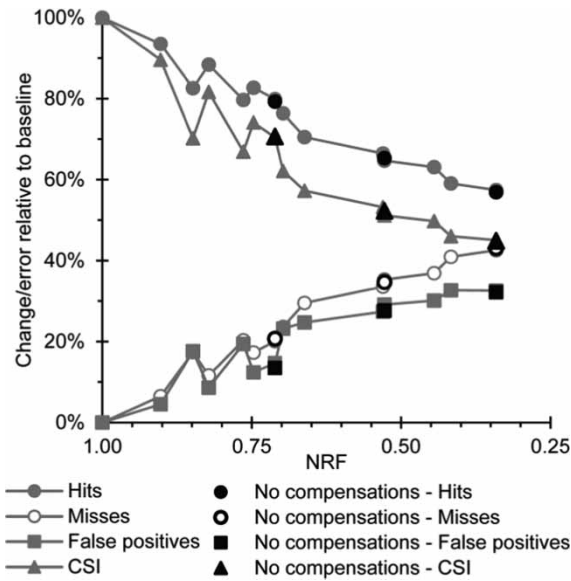 100%
80%
60%
40%
20%
0%
Change/error relative to baseline
1.00 0.75 0.50 0.25
NRF
Hits No compensations - Hits
Misses No compensations - Misses
False positives No compensations - False positives
CSI No compensations - CSI